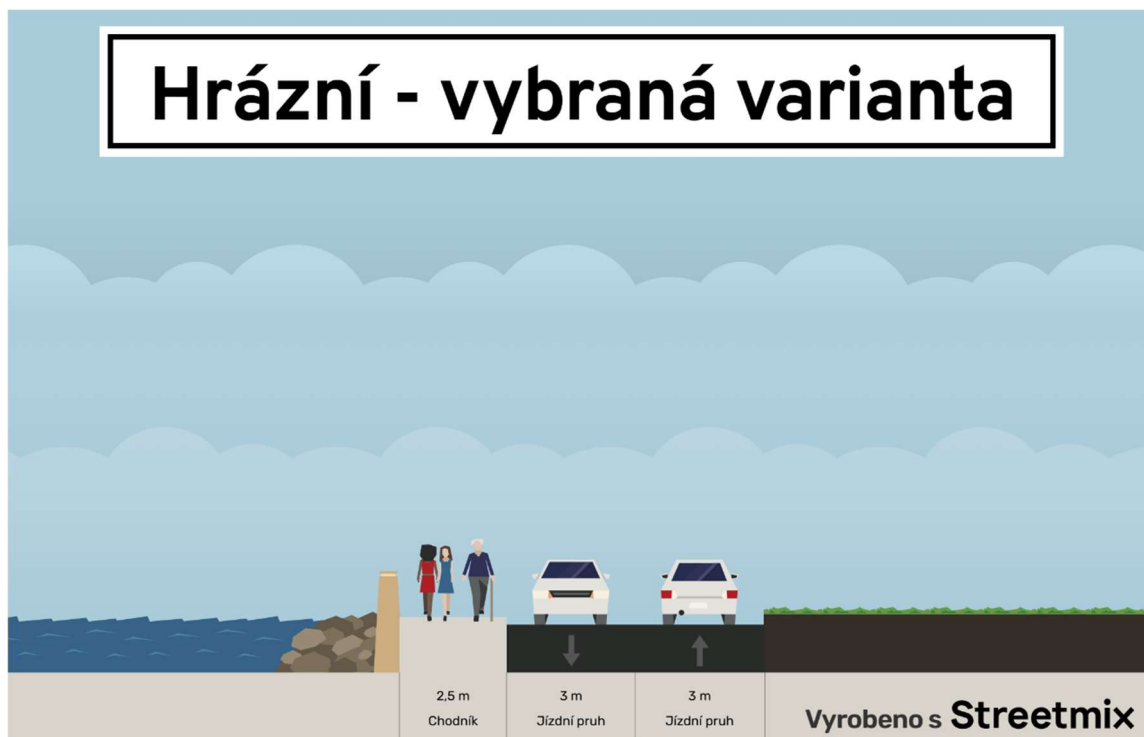 Hrázní - vybraná varianta
2,5 m
Chodník
3 m
Jízdní pruh
3 m
Jízdní pruh
Vyrobeno s Streetmix